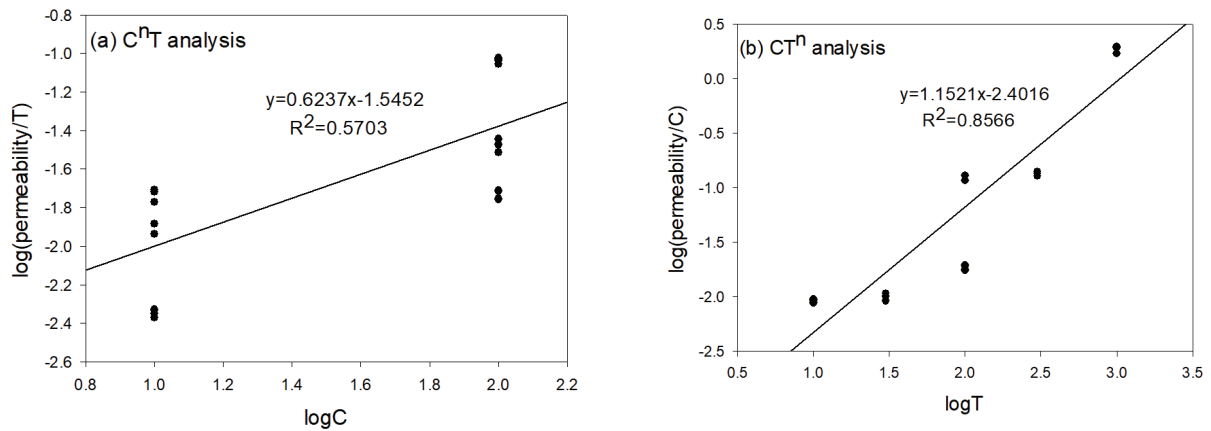 (a) CⁿT analysis
y=0.6237x-1.5452
R²=0.5703
log(permeability/T)
-0.8
-1.0
-1.2
-1.4
-1.6
-1.8
-2.0
-2.2
-2.4
-2.6
0.8 1.0 1.2 1.4 1.6 1.8 2.0 2.2
logC
(b) CTⁿ analysis
y=1.1521x-2.4016
R²=0.8566
log(permeability/C)
0.5
0.0
-0.5
-1.0
-1.5
-2.0
-2.5
0.5 1.0 1.5 2.0 2.5 3.0 3.5
logT